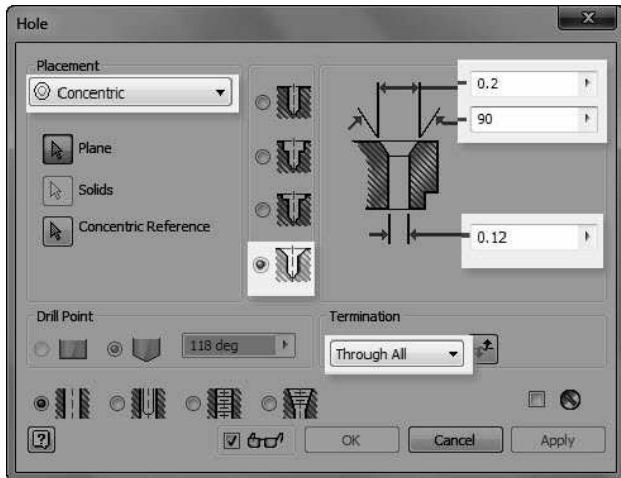 Hole
Placement
Concentric
Plane
Solids
Concentric Reference
0.2
90
0.12
Drill Point
118 deg
Termination
Through All
OK
Cancel
Apply